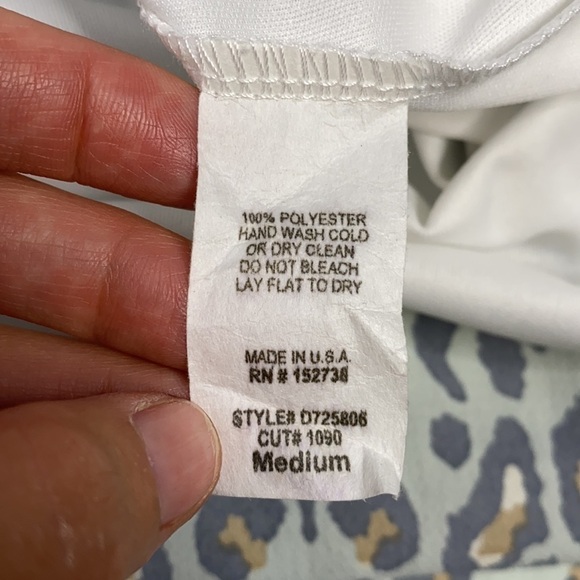 100% POLYESTER
HAND WASH COLD
OR DRY CLEAN
DO NOT BLEACH
LAY FLAT TO DRY
MADE IN U.S.A.
RN # 152738
STYLE# D725806
CUT# 1090
Medium